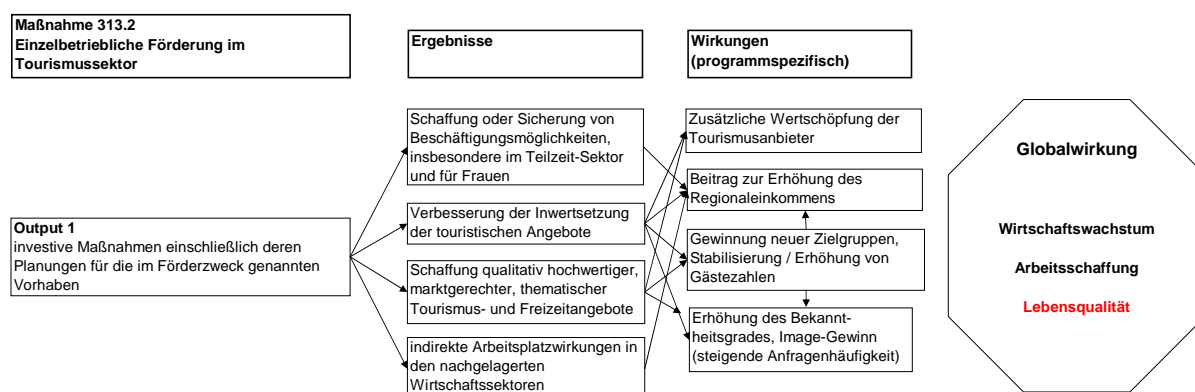 Maßnahme 313.2
Einzelbetriebliche Förderung im
Tourismussektor
Ergebnisse
Wirkungen
(programmspezifisch)
Output 1
investive Maßnahmen einschließlich deren
Planungen für die im Förderzweck genannten
Vorhaben
Schaffung oder Sicherung von
Beschäftigungsmöglichkeiten,
insbesondere im Teilzeit-Sektor
und für Frauen
Verbesserung der Inwertsetzung
der touristischen Angebote
Schaffung qualitativ hochwertiger,
marktgerechter, thematischer
Tourismus- und Freizeitangebote
indirekte Arbeitsplatzwirkungen in
den nachgelagerten
Wirtschaftssektoren
Zusätzliche Wertschöpfung der
Tourismusanbieter
Beitrag zur Erhöhung des
Regionaleinkommens
Gewinnung neuer Zielgruppen,
Stabilisierung / Erhöhung von
Gästezahlen
Erhöhung des Bekannt-
heitsgrades, Image-Gewinn
(steigende Anfragenhäufigkeit)
Globalwirkung
Wirtschaftswachstum
Arbeitsschaffung
Lebensqualität